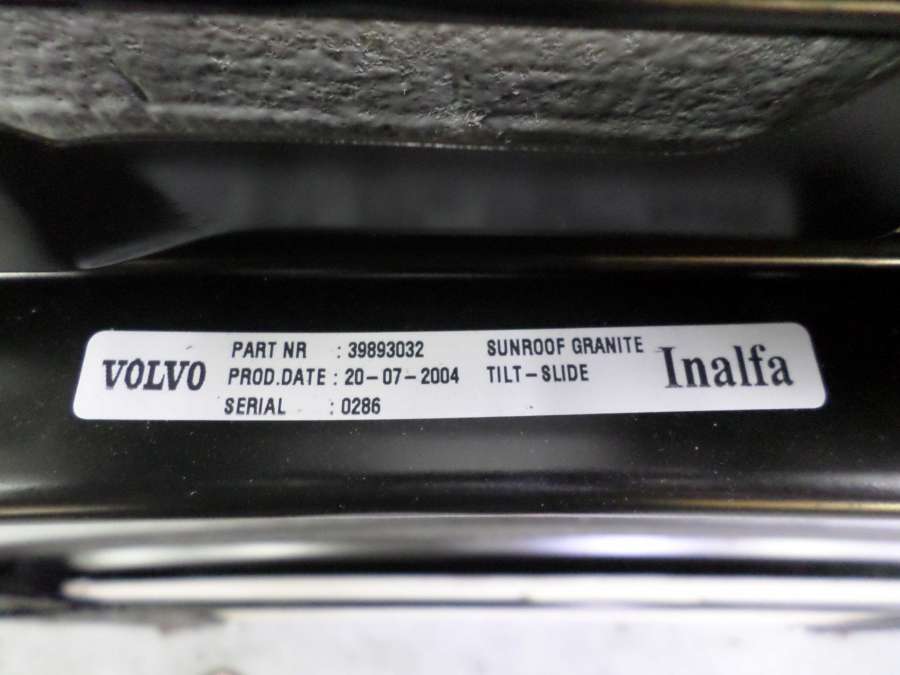 VOLVO
PART NR : 39893032
PROD.DATE : 20-07-2004
SERIAL : 0286
SUNROOF GRANITE
TILT-SLIDE
Inalfa